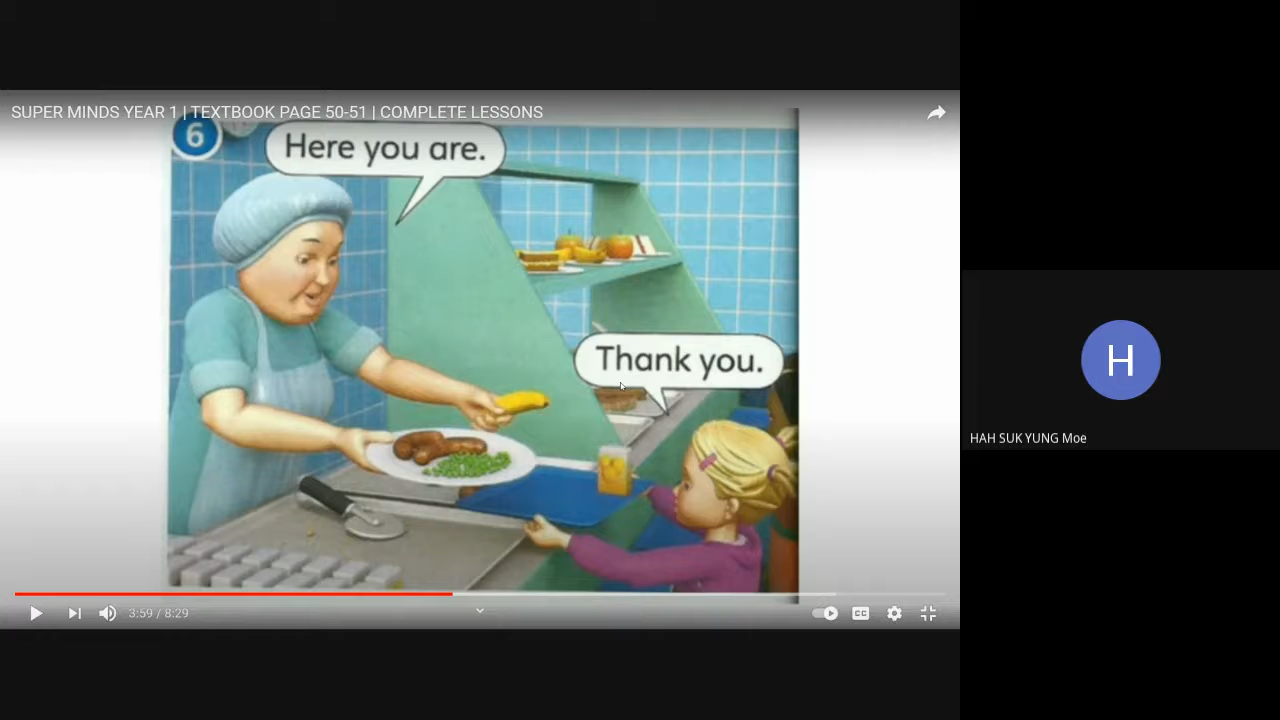 SUPER MINDS YEAR 1 | TEXTBOOK PAGE 50-51 | COMPLETE LESSONS
6
Here you are.
Thank you.
H
HAH SUK YUNG Moe
3:59 / 8:29
CC